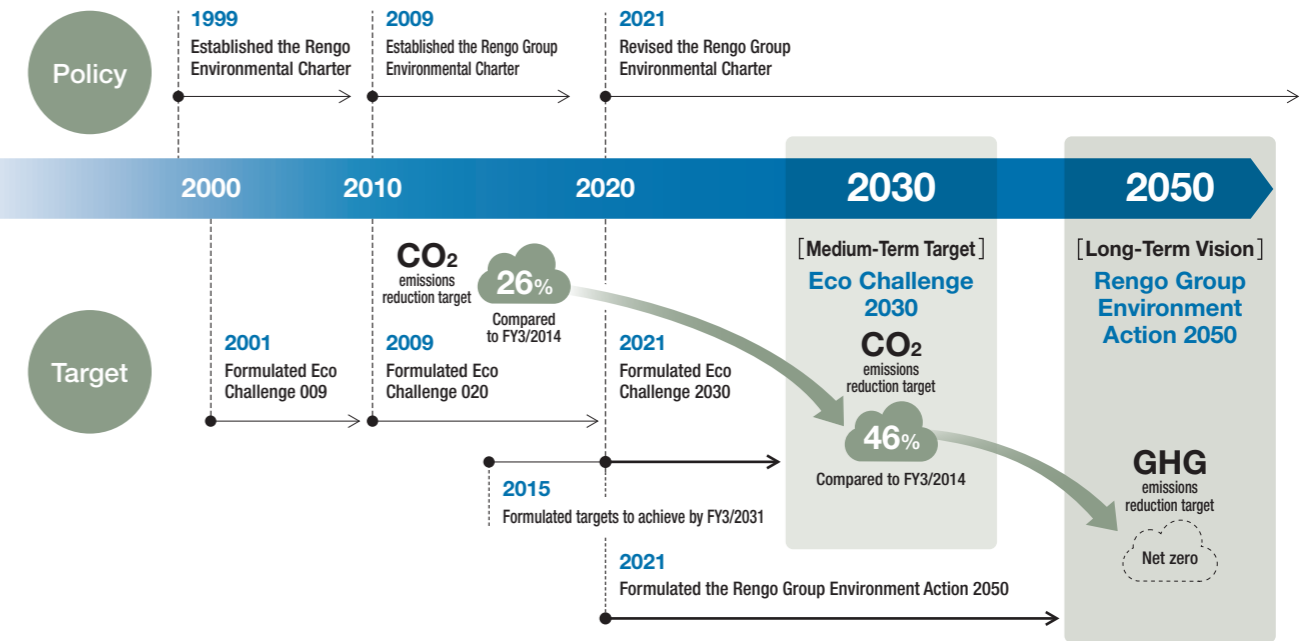 Policy
1999
Established the Rengo
Environmental Charter
2009
Established the Rengo Group
Environmental Charter
2021
Revised the Rengo Group
Environmental Charter
2000
2010
2020
2030
2050
Target
CO₂
emissions
reduction target
26%
Compared
to FY3/2014
2001
Formulated Eco
Challenge 009
2009
Formulated Eco
Challenge 020
2021
Formulated Eco
Challenge 2030
2015
Formulated targets to achieve by FY3/2031
2021
Formulated the Rengo Group Environment Action 2050
[Medium-Term Target]
Eco Challenge
2030
CO₂
emissions
reduction target
46%
Compared to FY3/2014
[Long-Term Vision]
Rengo Group
Environment
Action 2050
GHG
emissions
reduction target
Net zero